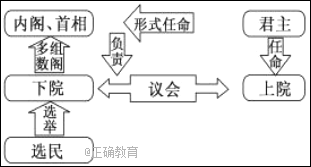 内阁、首相
形式任命
君主
多组
数阁
负责
任命
下院
议会
上院
选举
选民
@正确教育